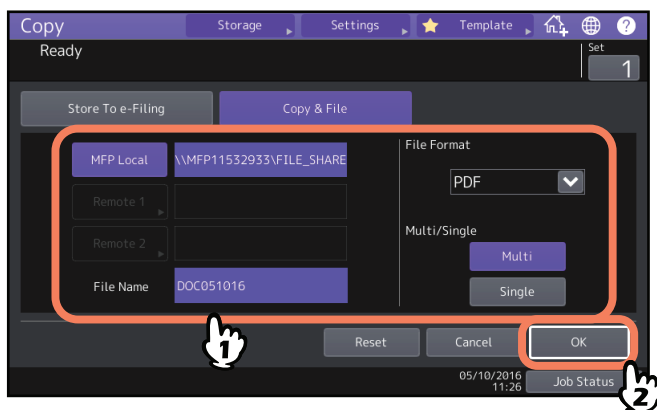 Copy
Storage
Settings
Template
?
Ready
Set
1
Store To e-Filing
Copy & File
MFP Local
\\MFP11532933\FILE_SHARE
File Format
PDF
Remote 1
Remote 2
Multi/Single
Multi
File Name
DOC051016
Single
1
Reset
Cancel
OK
05/10/2016
11:26
Job Status
2